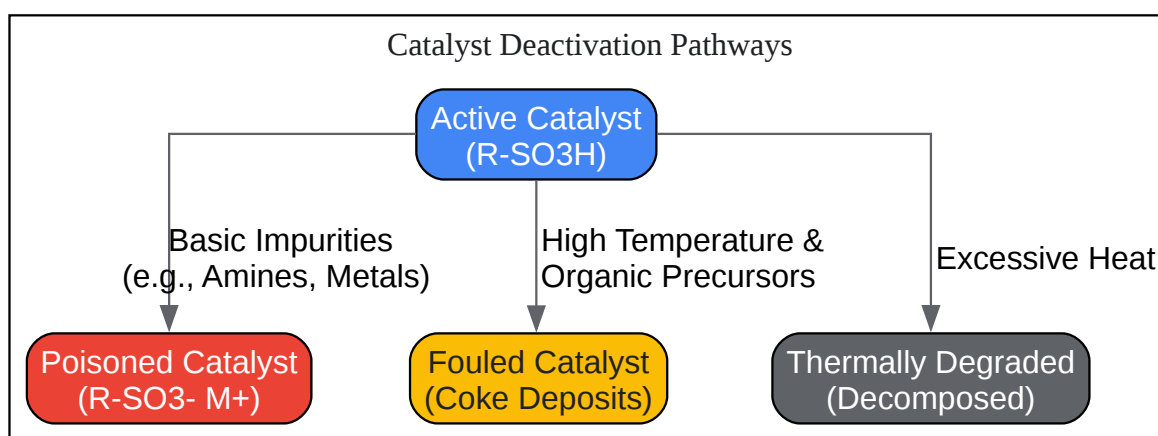 Catalyst Deactivation Pathways
Active Catalyst
(R-SO3H)
Basic Impurities
(e.g., Amines, Metals)
High Temperature &
Organic Precursors
Excessive Heat
Poisoned Catalyst
(R-SO3- M+)
Fouled Catalyst
(Coke Deposits)
Thermally Degraded
(Decomposed)